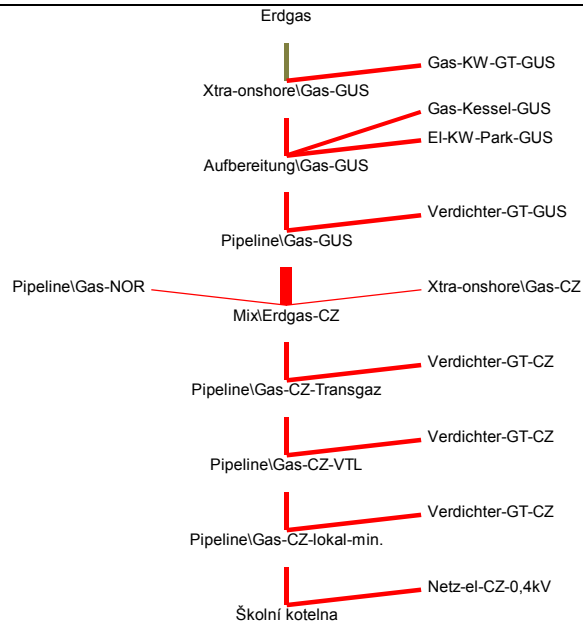 Erdgas
Gas-KW-GT-GUS
Xtra-onshore\Gas-GUS
Gas-Kessel-GUS
El-KW-Park-GUS
Aufbereitung\Gas-GUS
Verdichter-GT-GUS
Pipeline\Gas-GUS
Pipeline\Gas-NOR
Xtra-onshore\Gas-CZ
Mix\Erdgas-CZ
Verdichter-GT-CZ
Pipeline\Gas-CZ-Transgaz
Verdichter-GT-CZ
Pipeline\Gas-CZ-VTL
Verdichter-GT-CZ
Pipeline\Gas-CZ-lokal-min.
Netz-el-CZ-0,4kV
Školní kotelna